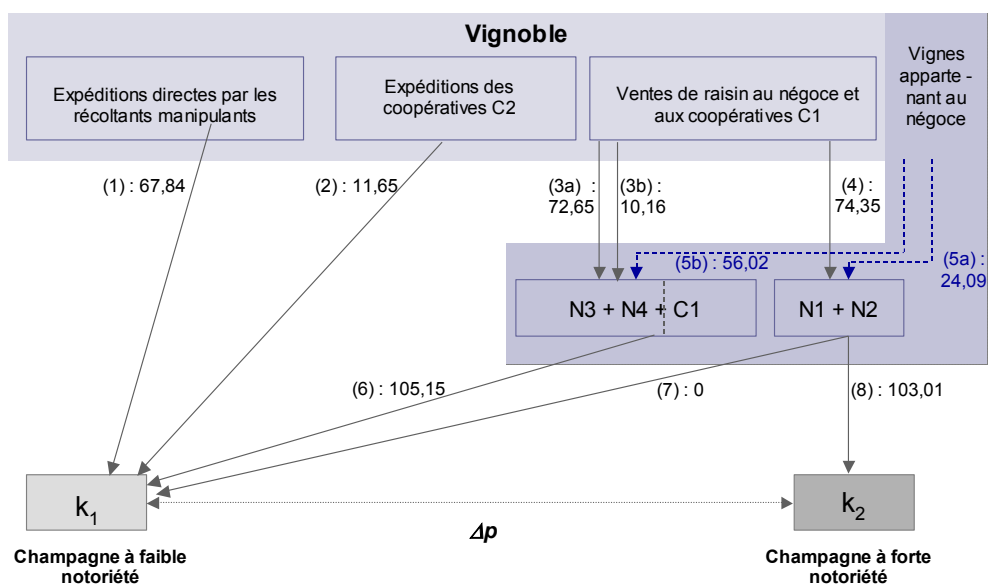 Vignoble
Expéditions directes par les
récoltants manipulants
Expéditions des
coopératives C2
Ventes de raisin au négoce et
aux coopératives C1
Vignes
apparte -
nant au
négoce
(1) : 67,84
(2) : 11,65
(3a) :
72,65
(3b) :
10,16
(4) :
74,35
(5b) : 56,02
(5a) :
24,09
N3 + N4 + C1
N1 + N2
(6) : 105,15
(7) : 0
(8) : 103,01
k1
k2
Δp
Champagne à faible
notoriété
Champagne à forte
notoriété